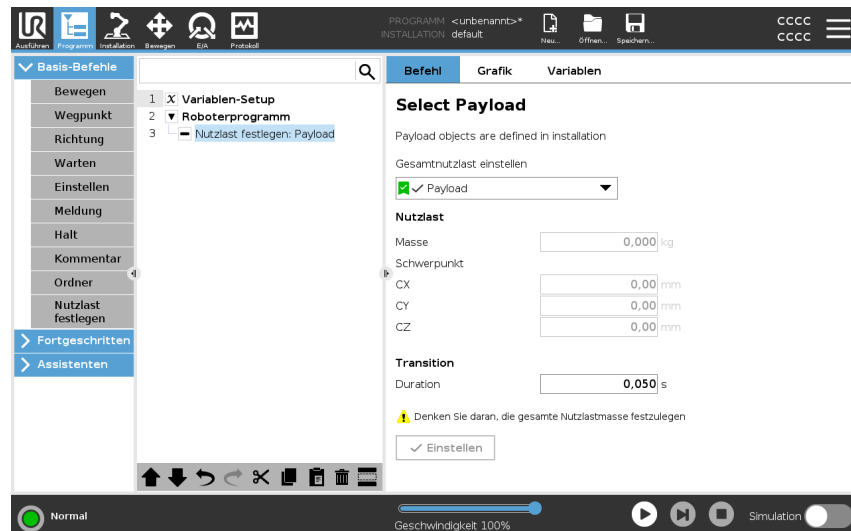 PROGRAMM <unbenannt>*
INSTALLATION default
CCCC
CCCC
Ausführen
Programm
Installation
Bewegen
E/A
Protokoll
Neu...
Öffnen...
Speichern...
Basis-Befehle
Bewegen
Wegpunkt
Richtung
Warten
Einstellen
Meldung
Halt
Kommentar
Ordner
Nutzlast
festlegen
Fortgeschritten
Assistenten
1 X Variablen-Setup
2 Roboterprogramm
3 Nutzlast festlegen: Payload
Befehl Grafik Variablen
Select Payload
Payload objects are defined in installation
Gesamtnutzlast einstellen
Payload
Nutzlast
Masse 0,000 kg
Schwerpunkt
CX 0,00 mm
CY 0,00 mm
CZ 0,00 mm
Transition
Duration 0,050 s
Denken Sie daran, die gesamte Nutzlastmasse festzulegen
Einstellen
Normal
Geschwindigkeit 100%
Simulation